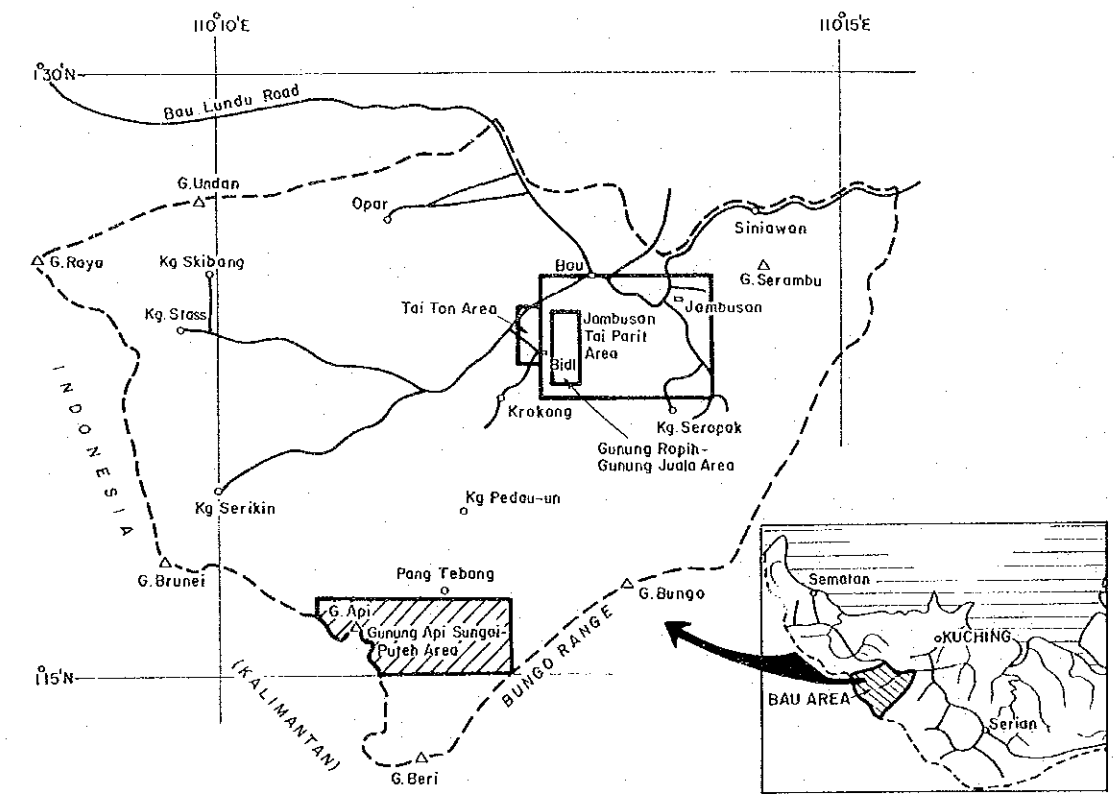 110°10'E
110°15'E
1°30'N
Bau Lundu Road
G. Undan
Opar
Siniawan
G. Raya
Kg Skibang
Bau
G. Serambu
Tai Ton Area
Jambusan
Tai Parit
Area
Jambusan
Kg. Stass
Bidi
Krokong
Kg. Seropak
Gunung Ropih-
Gunung Juala Area
INDONESIA
Kg Serikin
Kg Pedau-un
G. Brunei
Pang Tebang
G. Bungo
G. Api
Gunung Api Sungai-
Puteh Area
BUNGO RANGE
1°15'N
(KALIMANTAN)
G. Beri
Sematan
KUCHING
BAU AREA
Serian